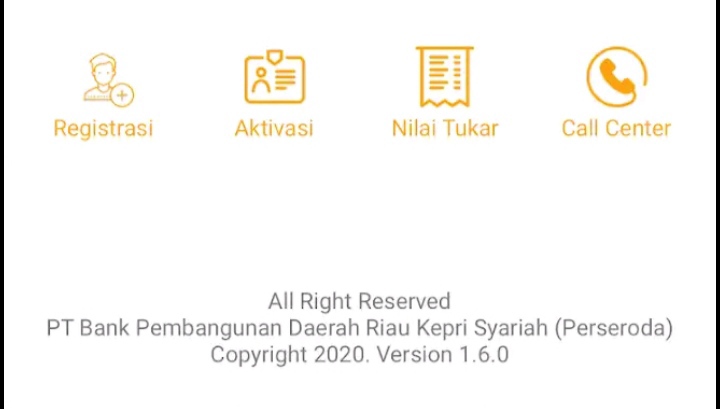 Registrasi
Aktivasi
Nilai Tukar
Call Center
All Right Reserved
PT Bank Pembangunan Daerah Riau Kepri Syariah (Perseroda)
Copyright 2020. Version 1.6.0